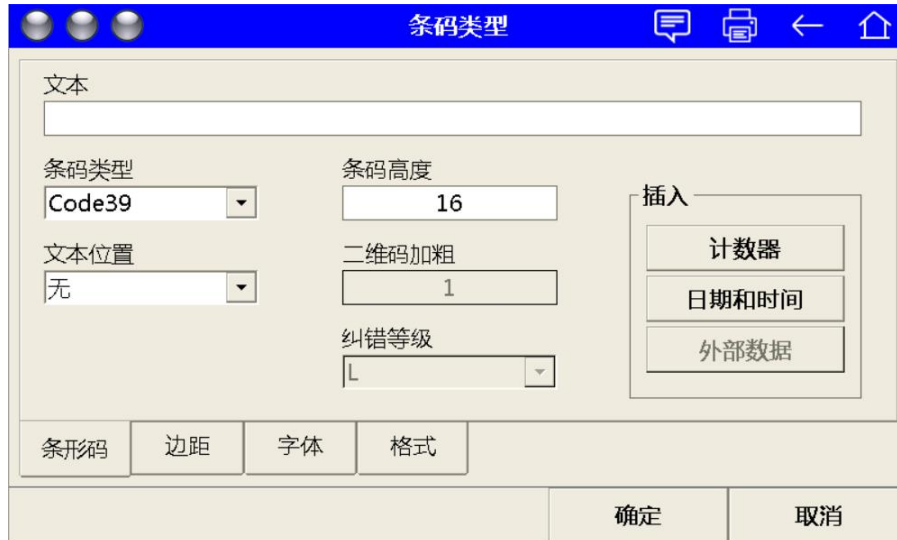 条码类型
文本
条码类型
条码高度
Code39
16
插入
计数器
文本位置
二维码加粗
无
1
日期和时间
纠错等级
外部数据
L
条形码
边距
字体
格式
确定
取消